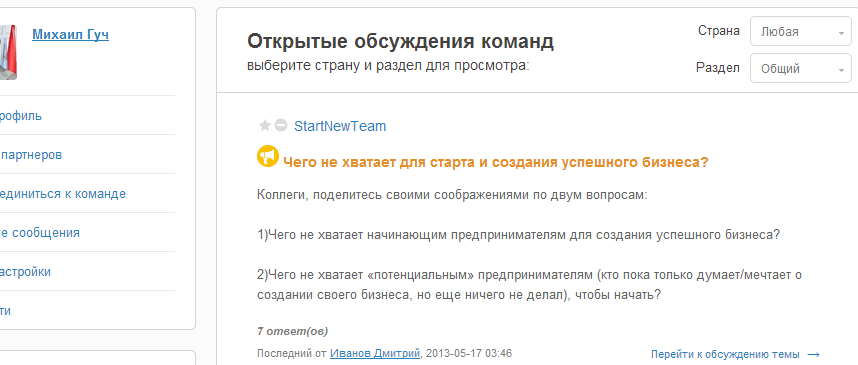 Михаил Гуч
рофиль
партнеров
единиться к команде
е сообщения
астройки
ти
Открытые обсуждения команд
выберите страну и раздел для просмотра:
Страна Любая
Раздел Общий
StartNewTeam
Чего не хватает для старта и создания успешного бизнеса?
Коллеги, поделитесь своими соображениями по двум вопросам:
1)Чего не хватает начинающим предпринимателям для создания успешного бизнеса?
2)Чего не хватает «потенциальным» предпринимателям (кто пока только думает/мечтает о
создании своего бизнеса, но еще ничего не делал), чтобы начать?
7 ответ(ов)
Последний от Иванов Дмитрий, 2013-05-17 03:46
Перейти к обсуждению темы →